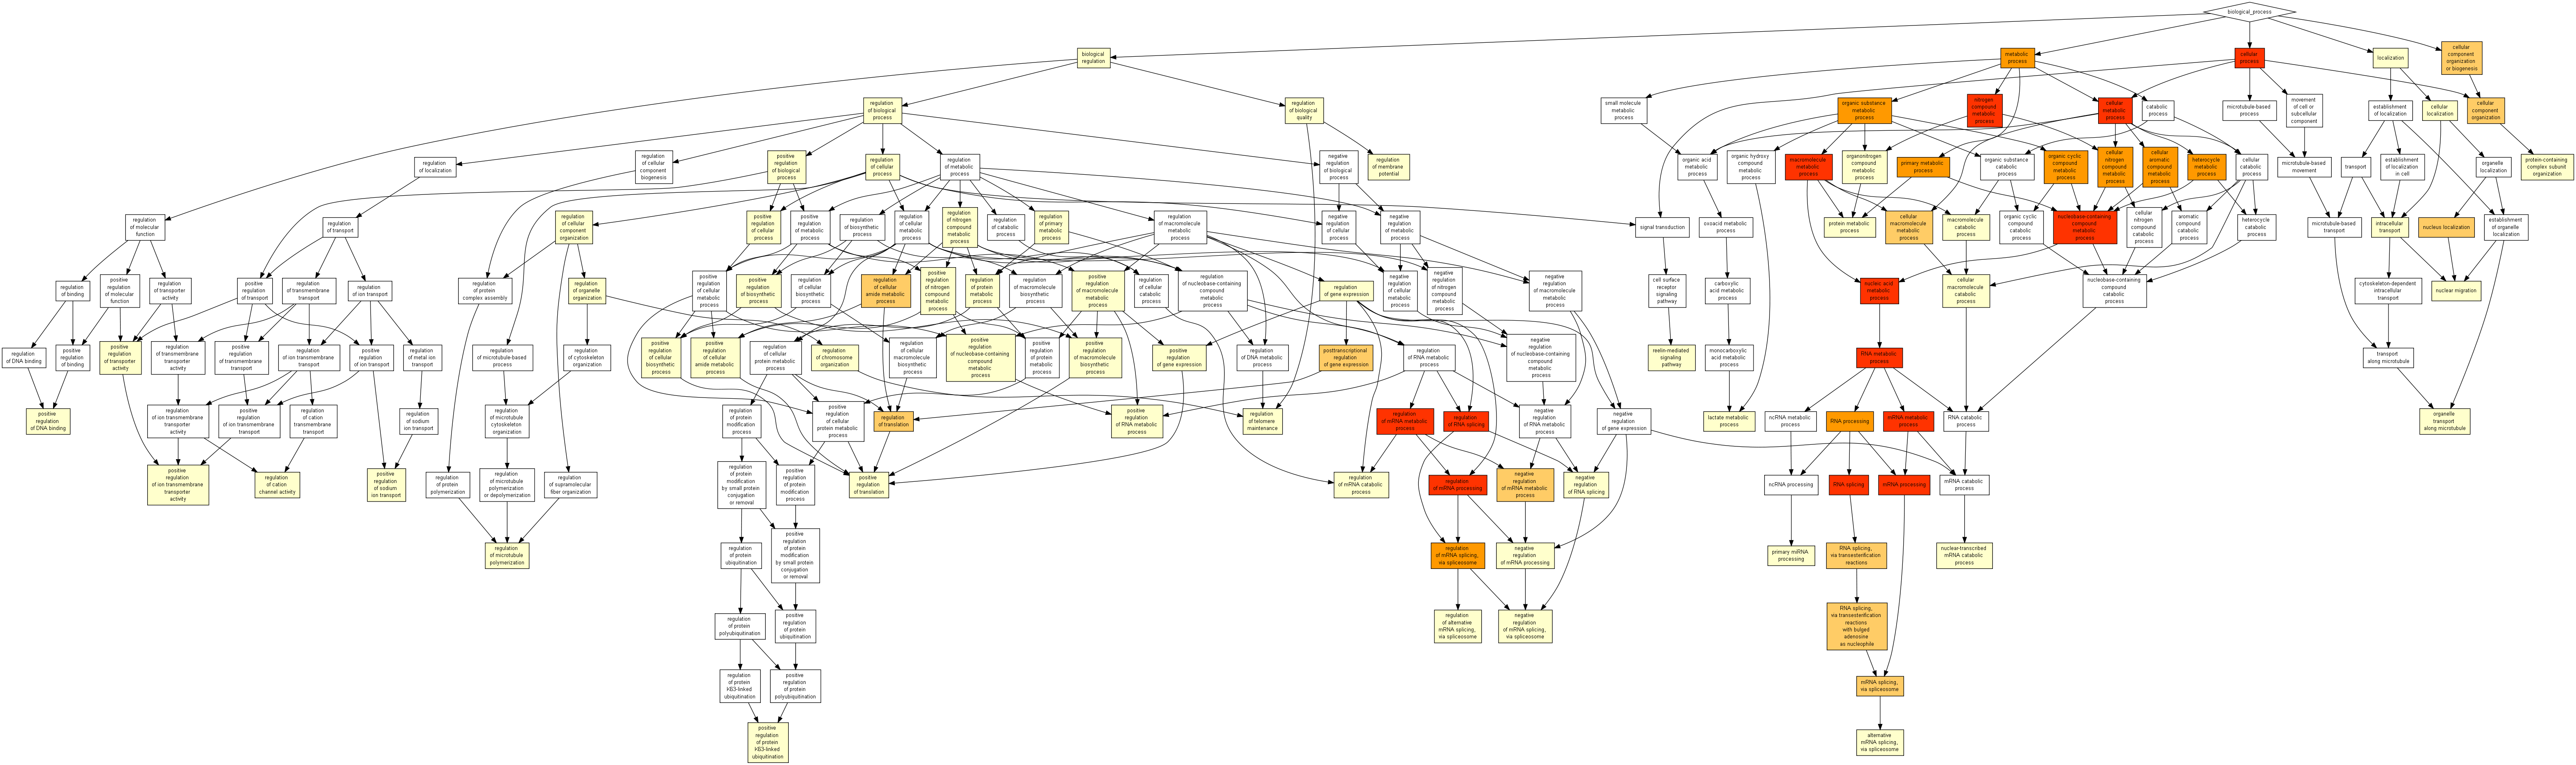 biological_process
biological
regulation
metabolic
process
cellular
process
localization
cellular
component
organization
or biogenesis
regulation
of biological
process
regulation
of biological
quality
small molecule
metabolic
process
organic substance
metabolic
process
nitrogen
compound
metabolic
process
cellular
metabolic
process
catabolic
process
microtubule-based
process
movement
of cell or
subcellular
component
establishment
of localization
cellular
localization
cellular
component
organization
regulation
of localization
regulation
of cellular
component
biogenesis
positive
regulation
of biological
process
regulation
of cellular
process
regulation
of metabolic
process
negative
regulation
of biological
process
regulation
of membrane
potential
organic acid
metabolic
process
organic hydroxy
compound
metabolic
process
macromolecule
metabolic
process
organonitrogen
compound
metabolic
process
primary metabolic
process
organic substance
catabolic
process
organic cyclic
compound
metabolic
process
cellular
nitrogen
compound
metabolic
process
cellular
aromatic
compound
metabolic
process
heterocycle
metabolic
process
cellular
catabolic
process
microtubule-based
movement
transport
establishment
of localization
in cell
organelle
localization
protein-containing
complex subunit
organization
regulation
of molecular
function
regulation
of transport
regulation
of cellular
component
organization
positive
regulation
of cellular
process
positive
regulation
of metabolic
process
regulation
of biosynthetic
process
regulation
of cellular
metabolic
process
regulation
of nitrogen
compound
metabolic
process
regulation
of catabolic
process
regulation
of primary
metabolic
process
regulation
of macromolecule
metabolic
process
negative
regulation
of cellular
process
negative
regulation
of metabolic
process
signal transduction
oxoacid metabolic
process
protein metabolic
process
cellular
macromolecule
metabolic
process
macromolecule
catabolic
process
organic cyclic
compound
catabolic
process
nucleobase-containing
compound
metabolic
process
cellular
nitrogen
compound
catabolic
process
aromatic
compound
catabolic
process
heterocycle
catabolic
process
microtubule-based
transport
intracellular
transport
nucleus localization
establishment
of organelle
localization
regulation
of binding
positive
regulation
of molecular
function
regulation
of transporter
activity
positive
regulation
of transport
regulation
of transmembrane
transport
regulation
of ion transport
regulation
of protein
complex assembly
regulation
of organelle
organization
positive
regulation
of cellular
metabolic
process
positive
regulation
of biosynthetic
process
regulation
of cellular
biosynthetic
process
regulation
of cellular
amide metabolic
process
positive
regulation
of nitrogen
compound
metabolic
process
regulation
of protein
metabolic
process
regulation
of macromolecule
biosynthetic
process
positive
regulation
of macromolecule
metabolic
process
regulation
of cellular
catabolic
process
regulation
of nucleobase-containing
compound
metabolic
process
regulation
of gene expression
negative
regulation
of cellular
metabolic
process
negative
regulation
of nitrogen
compound
metabolic
process
negative
regulation
of macromolecule
metabolic
process
cell surface
receptor
signaling
pathway
carboxylic
acid metabolic
process
nucleic acid
metabolic
process
cellular
macromolecule
catabolic
process
nucleobase-containing
compound
catabolic
process
cytoskeleton-dependent
intracellular
transport
nuclear migration
regulation
of DNA binding
positive
regulation
of binding
positive
regulation
of transporter
activity
regulation
of transmembrane
transporter
activity
positive
regulation
of transmembrane
transport
regulation
of ion transmembrane
transport
positive
regulation
of ion transport
regulation
of metal ion
transport
regulation
of microtubule-based
process
regulation
of cytoskeleton
organization
positive
regulation
of cellular
biosynthetic
process
positive
regulation
of cellular
amide metabolic
process
regulation
of cellular
protein metabolic
process
regulation
of chromosome
organization
regulation
of cellular
macromolecule
biosynthetic
process
positive
regulation
of nucleobase-containing
compound
metabolic
process
positive
regulation
of protein
metabolic
process
positive
regulation
of macromolecule
biosynthetic
process
positive
regulation
of gene expression
regulation
of DNA metabolic
process
posttranscriptional
regulation
of gene expression
regulation
of RNA metabolic
process
negative
regulation
of nucleobase-containing
compound
metabolic
process
reelin-mediated
signaling
pathway
monocarboxylic
acid metabolic
process
RNA metabolic
process
transport
along microtubule
positive
regulation
of DNA binding
regulation
of ion transmembrane
transporter
activity
positive
regulation
of ion transmembrane
transport
regulation
of cation
transmembrane
transport
regulation
of sodium
ion transport
regulation
of microtubule
cytoskeleton
organization
regulation
of protein
modification
process
positive
regulation
of cellular
protein metabolic
process
regulation
of translation
positive
regulation
of RNA metabolic
process
regulation
of telomere
maintenance
regulation
of mRNA metabolic
process
regulation
of RNA splicing
negative
regulation
of RNA metabolic
process
negative
regulation
of gene expression
lactate metabolic
process
ncRNA metabolic
process
RNA processing
mRNA metabolic
process
RNA catabolic
process
organelle
transport
along microtubule
positive
regulation
of ion transmembrane
transporter
activity
regulation
of cation
channel activity
positive
regulation
of sodium
ion transport
regulation
of protein
polymerization
regulation
of microtubule
polymerization
or depolymerization
regulation
of supramolecular
fiber organization
regulation
of protein
modification
by small protein
conjugation
or removal
positive
regulation
of protein
modification
process
positive
regulation
of translation
regulation
of mRNA catabolic
process
regulation
of mRNA processing
negative
regulation
of mRNA metabolic
process
negative
regulation
of RNA splicing
ncRNA processing
RNA splicing
mRNA processing
mRNA catabolic
process
regulation
of microtubule
polymerization
regulation
of protein
ubiquitination
positive
regulation
of protein
modification
by small protein
conjugation
or removal
regulation
of mRNA splicing,
via spliceosome
negative
regulation
of mRNA processing
primary miRNA
processing
RNA splicing,
via transesterification
reactions
nuclear-transcribed
mRNA catabolic
process
regulation
of protein
polyubiquitination
positive
regulation
of protein
ubiquitination
regulation
of alternative
mRNA splicing,
via spliceosome
negative
regulation
of mRNA splicing,
via spliceosome
RNA splicing,
via transesterification
reactions
with bulged
adenosine
as nucleophile
regulation
of protein
K63-linked
ubiquitination
positive
regulation
of protein
polyubiquitination
mRNA splicing,
via spliceosome
positive
regulation
of protein
K63-linked
ubiquitination
alternative
mRNA splicing,
via spliceosome